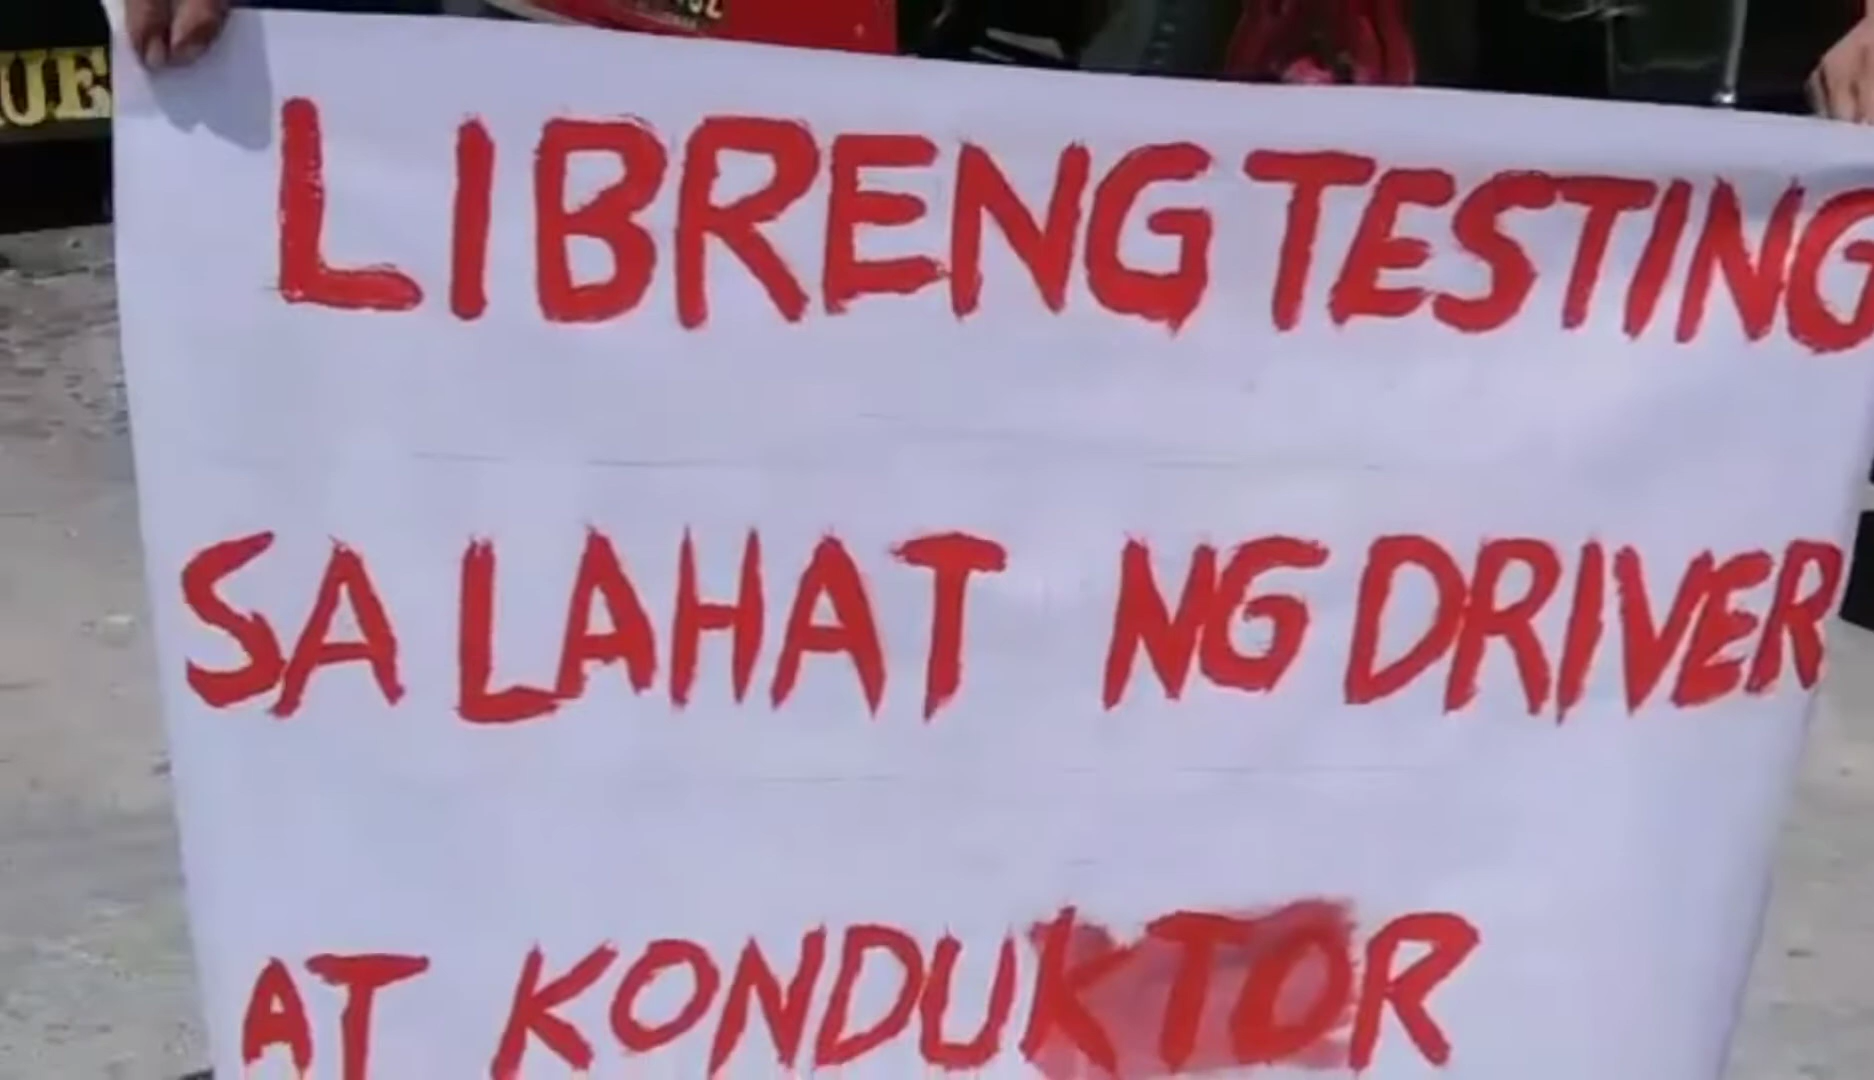 LIBRENG TESTING
SA LAHAT NG DRIVER
AT KONDUKTOR